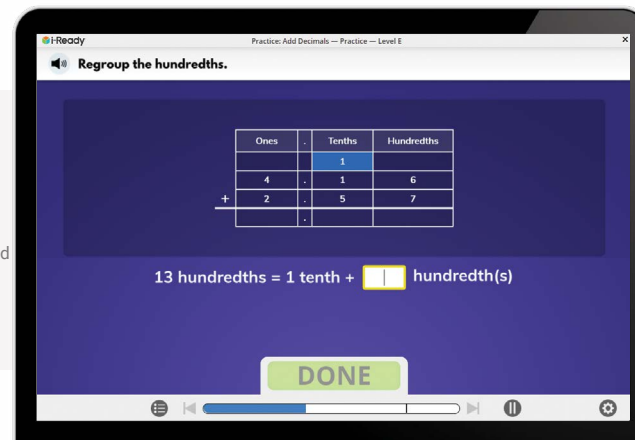 i-Ready
Practice: Add Decimals — Practice — Level E
×
Regroup the hundredths.
Ones . Tenths Hundredths
1
4 . 1 6
+ 2 . 5 7
.
13 hundredths = 1 tenth + hundredth(s)
d
DONE